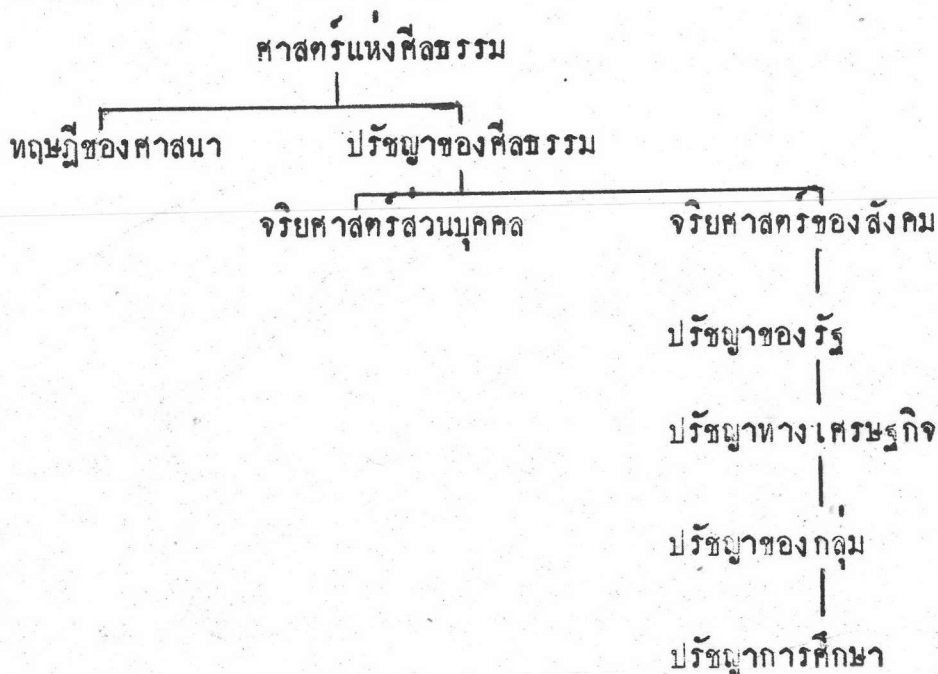 ศาสตร์แห่งศีลธรรม
ทฤษฎีของศาสนา ปรัชญาของศีลธรรม
จริยศาสตร์สวนบุคคล จริยศาสตร์ของสังคม
ปรัชญาของรัฐ
ปรัชญาทางเศรษฐกิจ
ปรัชญาของกลุ่ม
ปรัชญาการศึกษา